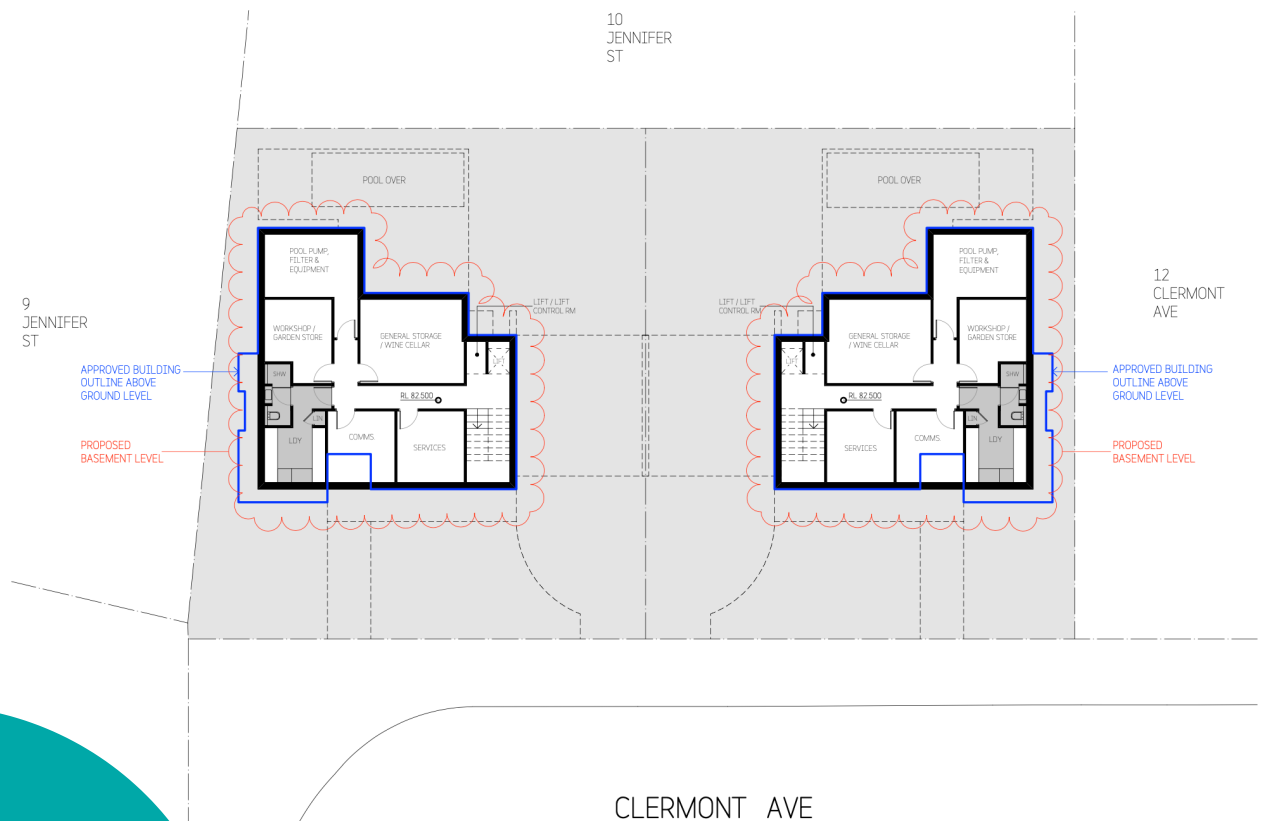 10
JENNIFER
ST
POOL OVER
POOL OVER
POOL PUMP,
FILTER &
EQUIPMENT
POOL PUMP,
FILTER &
EQUIPMENT
9
JENNIFER
ST
12
CLERMONT
AVE
LIFT / LIFT
CONTROL RM
LIFT / LIFT
CONTROL RM
WORKSHOP /
GARDEN STORE
GENERAL STORAGE
/ WINE CELLAR
GENERAL STORAGE
/ WINE CELLAR
WORKSHOP /
GARDEN STORE
LIFT
LIFT
APPROVED BUILDING
OUTLINE ABOVE
GROUND LEVEL
SHW
SHW
APPROVED BUILDING
OUTLINE ABOVE
GROUND LEVEL
RL 82.500
RL 82.500
LIN
LIN
PROPOSED
BASEMENT LEVEL
LDY
COMMS.
SERVICES
SERVICES
COMMS.
LDY
PROPOSED
BASEMENT LEVEL
CLERMONT AVE